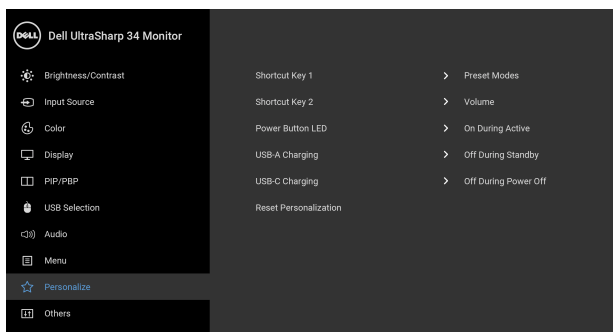 DELL Dell UltraSharp 34 Monitor
Brightness/Contrast
Input Source
Color
Display
PIP/PBP
USB Selection
Audio
Menu
Personalize
Others
Shortcut Key 1 > Preset Modes
Shortcut Key 2 > Volume
Power Button LED > On During Active
USB-A Charging > Off During Standby
USB-C Charging > Off During Power Off
Reset Personalization